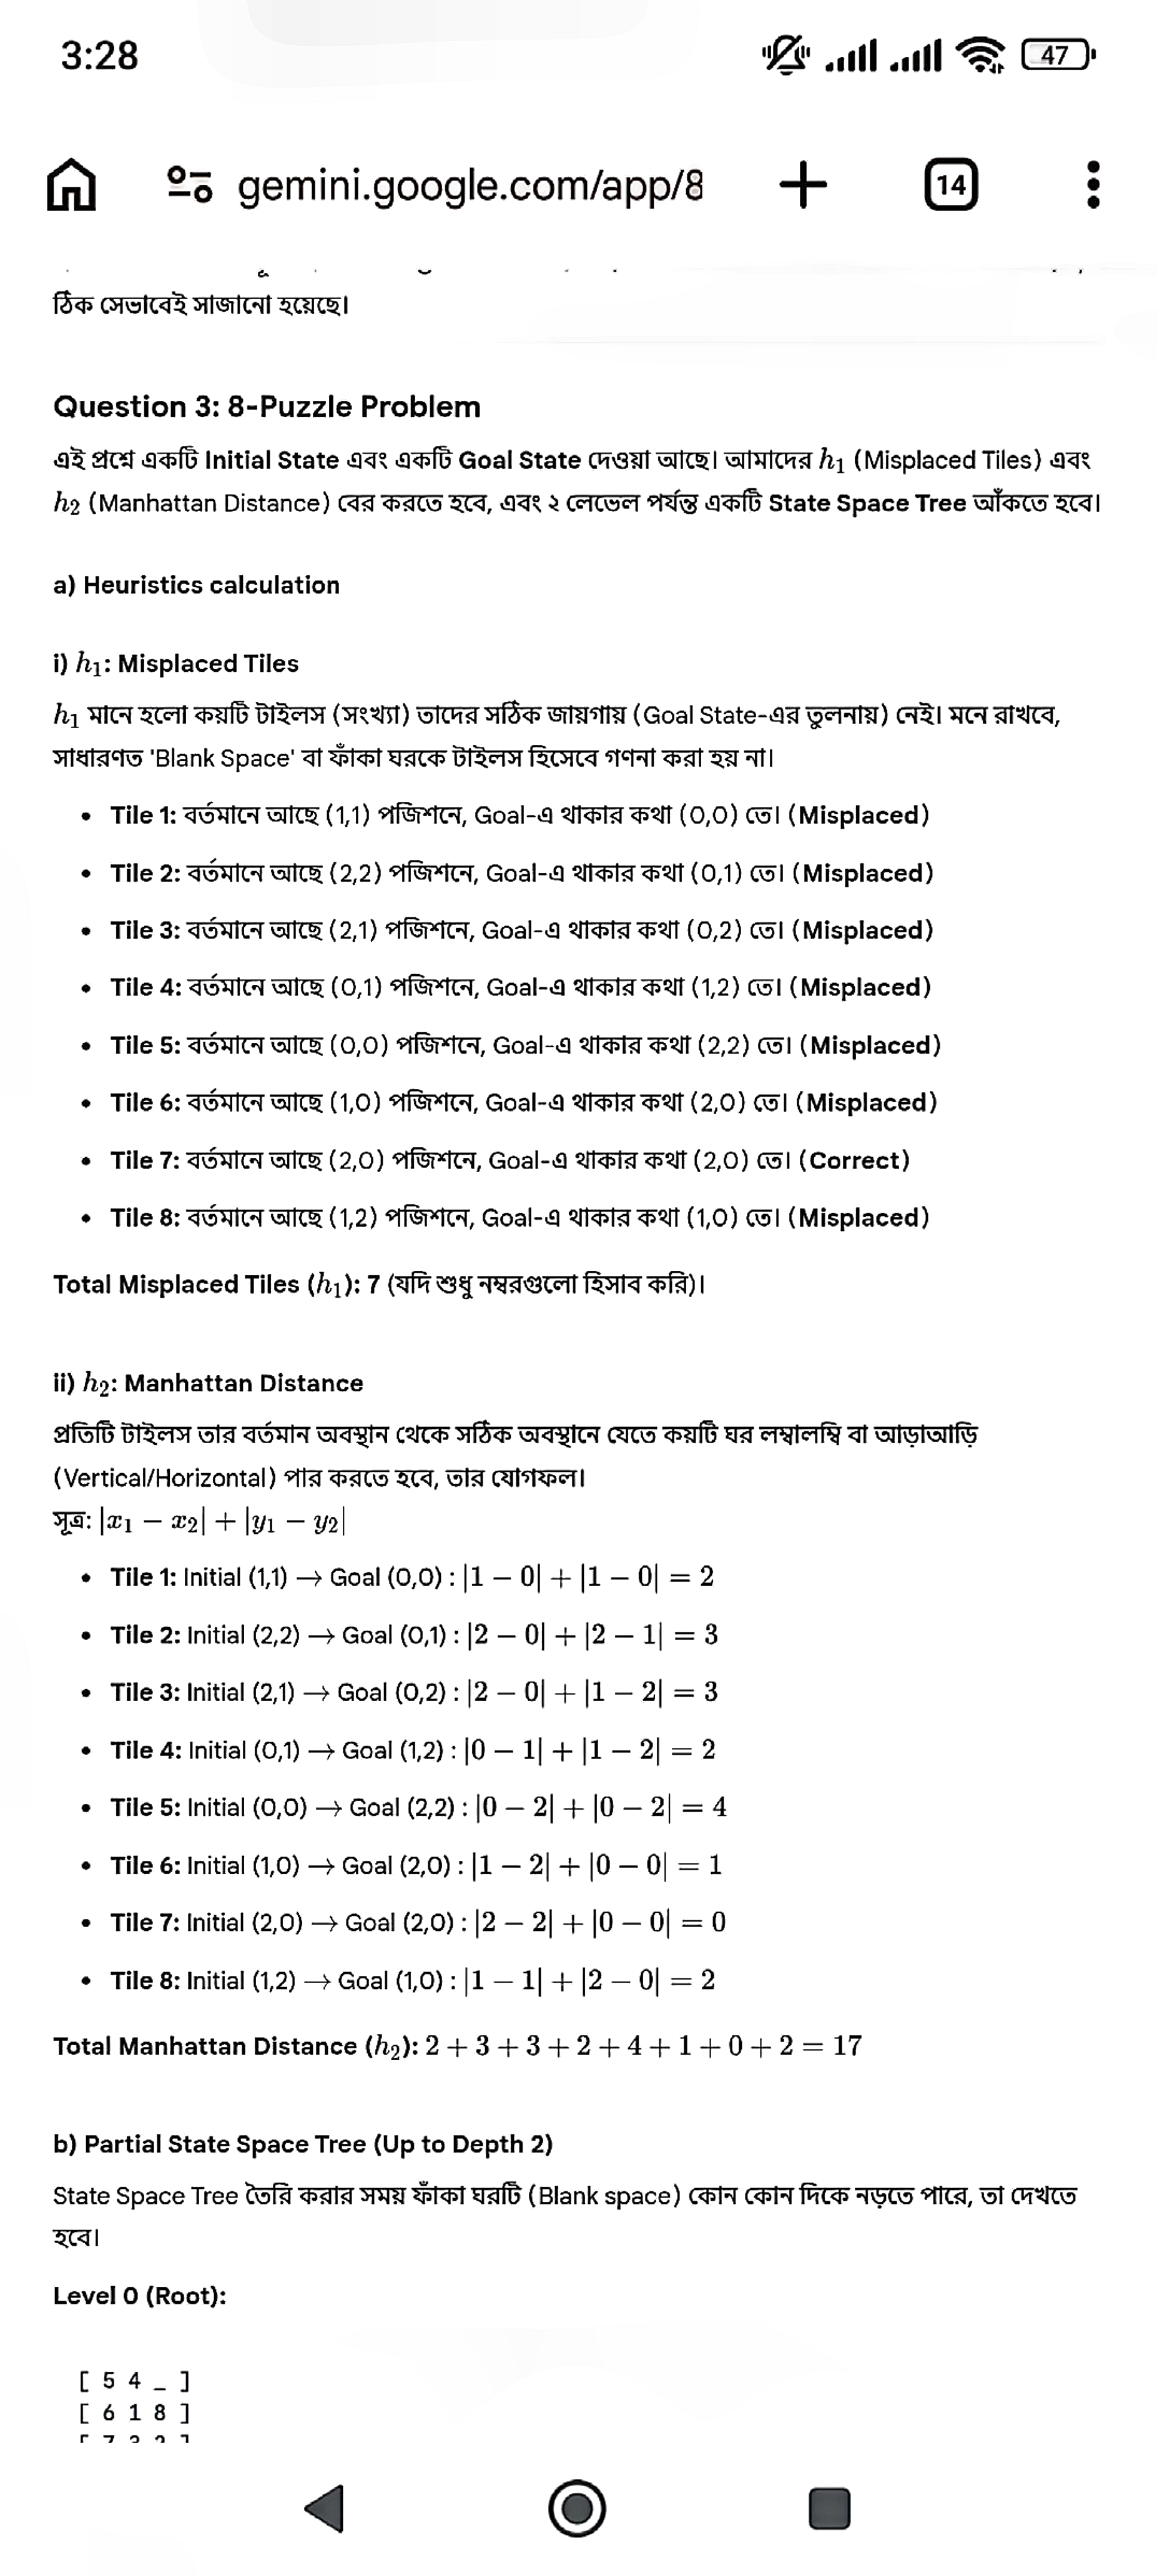 3:28
47
gemini.google.com/app/8
14
ঠিক সেভাবেই সাজানো হয়েছে।
Question 3: 8-Puzzle Problem
এই প্রশ্নে একটি Initial State এবং একটি Goal State দেওয়া আছে। আমাদের h₁ (Misplaced Tiles) এবং
h₂ (Manhattan Distance) বের করতে হবে, এবং ২ লেভেল পর্যন্ত একটি State Space Tree আঁকতে হবে।
a) Heuristics calculation
i) h₁: Misplaced Tiles
h₁ মানে হলো কয়টি টাইলস (সংখ্যা) তাদের সঠিক জায়গায় (Goal State-এর তুলনায়) নেই। মনে রাখবে,
সাধারণত 'Blank Space' বা ফাঁকা ঘরকে টাইলস হিসেবে গণনা করা হয় না।
• Tile 1: বর্তমানে আছে (1,1) পজিশনে, Goal-এ থাকার কথা (0,0) তে। (Misplaced)
• Tile 2: বর্তমানে আছে (2,2) পজিশনে, Goal-এ থাকার কথা (0,1) তে। (Misplaced)
• Tile 3: বর্তমানে আছে (2,1) পজিশনে, Goal-এ থাকার কথা (0,2) তে। (Misplaced)
• Tile 4: বর্তমানে আছে (0,1) পজিশনে, Goal-এ থাকার কথা (1,2) তে। (Misplaced)
• Tile 5: বর্তমানে আছে (0,0) পজিশনে, Goal-এ থাকার কথা (2,2) তে। (Misplaced)
• Tile 6: বর্তমানে আছে (1,0) পজিশনে, Goal-এ থাকার কথা (2,0) তে। (Misplaced)
• Tile 7: বর্তমানে আছে (2,0) পজিশনে, Goal-এ থাকার কথা (2,0) তে। (Correct)
• Tile 8: বর্তমানে আছে (1,2) পজিশনে, Goal-এ থাকার কথা (1,0) তে। (Misplaced)
Total Misplaced Tiles (h₁): 7 (যদি শুধু নম্বরগুলো হিসাব করি)।
ii) h₂: Manhattan Distance
প্রতিটি টাইলস তার বর্তমান অবস্থান থেকে সঠিক অবস্থানে যেতে কয়টি ঘর লম্বালম্বি বা আড়াআড়ি
(Vertical/Horizontal) পার করতে হবে, তার যোগফল।
সূত্র: |x₁ − x₂| + |y₁ − y₂|
• Tile 1: Initial (1,1) → Goal (0,0) : |1 − 0| + |1 − 0| = 2
• Tile 2: Initial (2,2) → Goal (0,1) : |2 − 0| + |2 − 1| = 3
• Tile 3: Initial (2,1) → Goal (0,2) : |2 − 0| + |1 − 2| = 3
• Tile 4: Initial (0,1) → Goal (1,2) : |0 − 1| + |1 − 2| = 2
• Tile 5: Initial (0,0) → Goal (2,2) : |0 − 2| + |0 − 2| = 4
• Tile 6: Initial (1,0) → Goal (2,0) : |1 − 2| + |0 − 0| = 1
• Tile 7: Initial (2,0) → Goal (2,0) : |2 − 2| + |0 − 0| = 0
• Tile 8: Initial (1,2) → Goal (1,0) : |1 − 1| + |2 − 0| = 2
Total Manhattan Distance (h₂): 2 + 3 + 3 + 2 + 4 + 1 + 0 + 2 = 17
b) Partial State Space Tree (Up to Depth 2)
State Space Tree তৈরি করার সময় ফাঁকা ঘরটি (Blank space) কোন কোন দিকে নড়তে পারে, তা দেখতে
হবে।
Level 0 (Root):
[ 5 4 _ ]
[ 6 1 8 ]
[ 7 3 2 ]